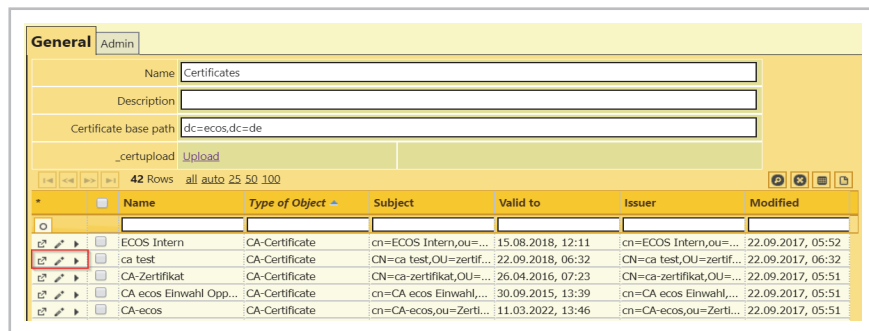 General Admin
Name Certificates
Description
Certificate base path dc=ecos,dc=de
_certupload Upload
42 Rows all auto 25 50 100
* Name Type of Object Subject Valid to Issuer Modified
ECOS Intern CA-Certificate cn=ECOS Intern,ou=... 15.08.2018, 12:11 cn=ECOS Intern,ou=... 22.09.2017, 05:52
ca test CA-Certificate CN=ca test,OU=zertif... 22.09.2018, 06:32 CN=ca test,OU=zertif... 22.09.2017, 06:32
CA-Zertifikat CA-Certificate CN=ca-zertifikat,OU=... 26.04.2016, 07:23 CN=ca-zertifikat,OU=... 22.09.2017, 05:51
CA ecos Einwahl Opp... CA-Certificate cn=CA ecos Einwahl,... 30.09.2015, 13:39 cn=CA ecos Einwahl,... 22.09.2017, 05:51
CA-ecos CA-Certificate cn=CA-ecos,ou=Zerti... 11.03.2022, 13:46 cn=CA-ecos,ou=Zerti... 22.09.2017, 05:51